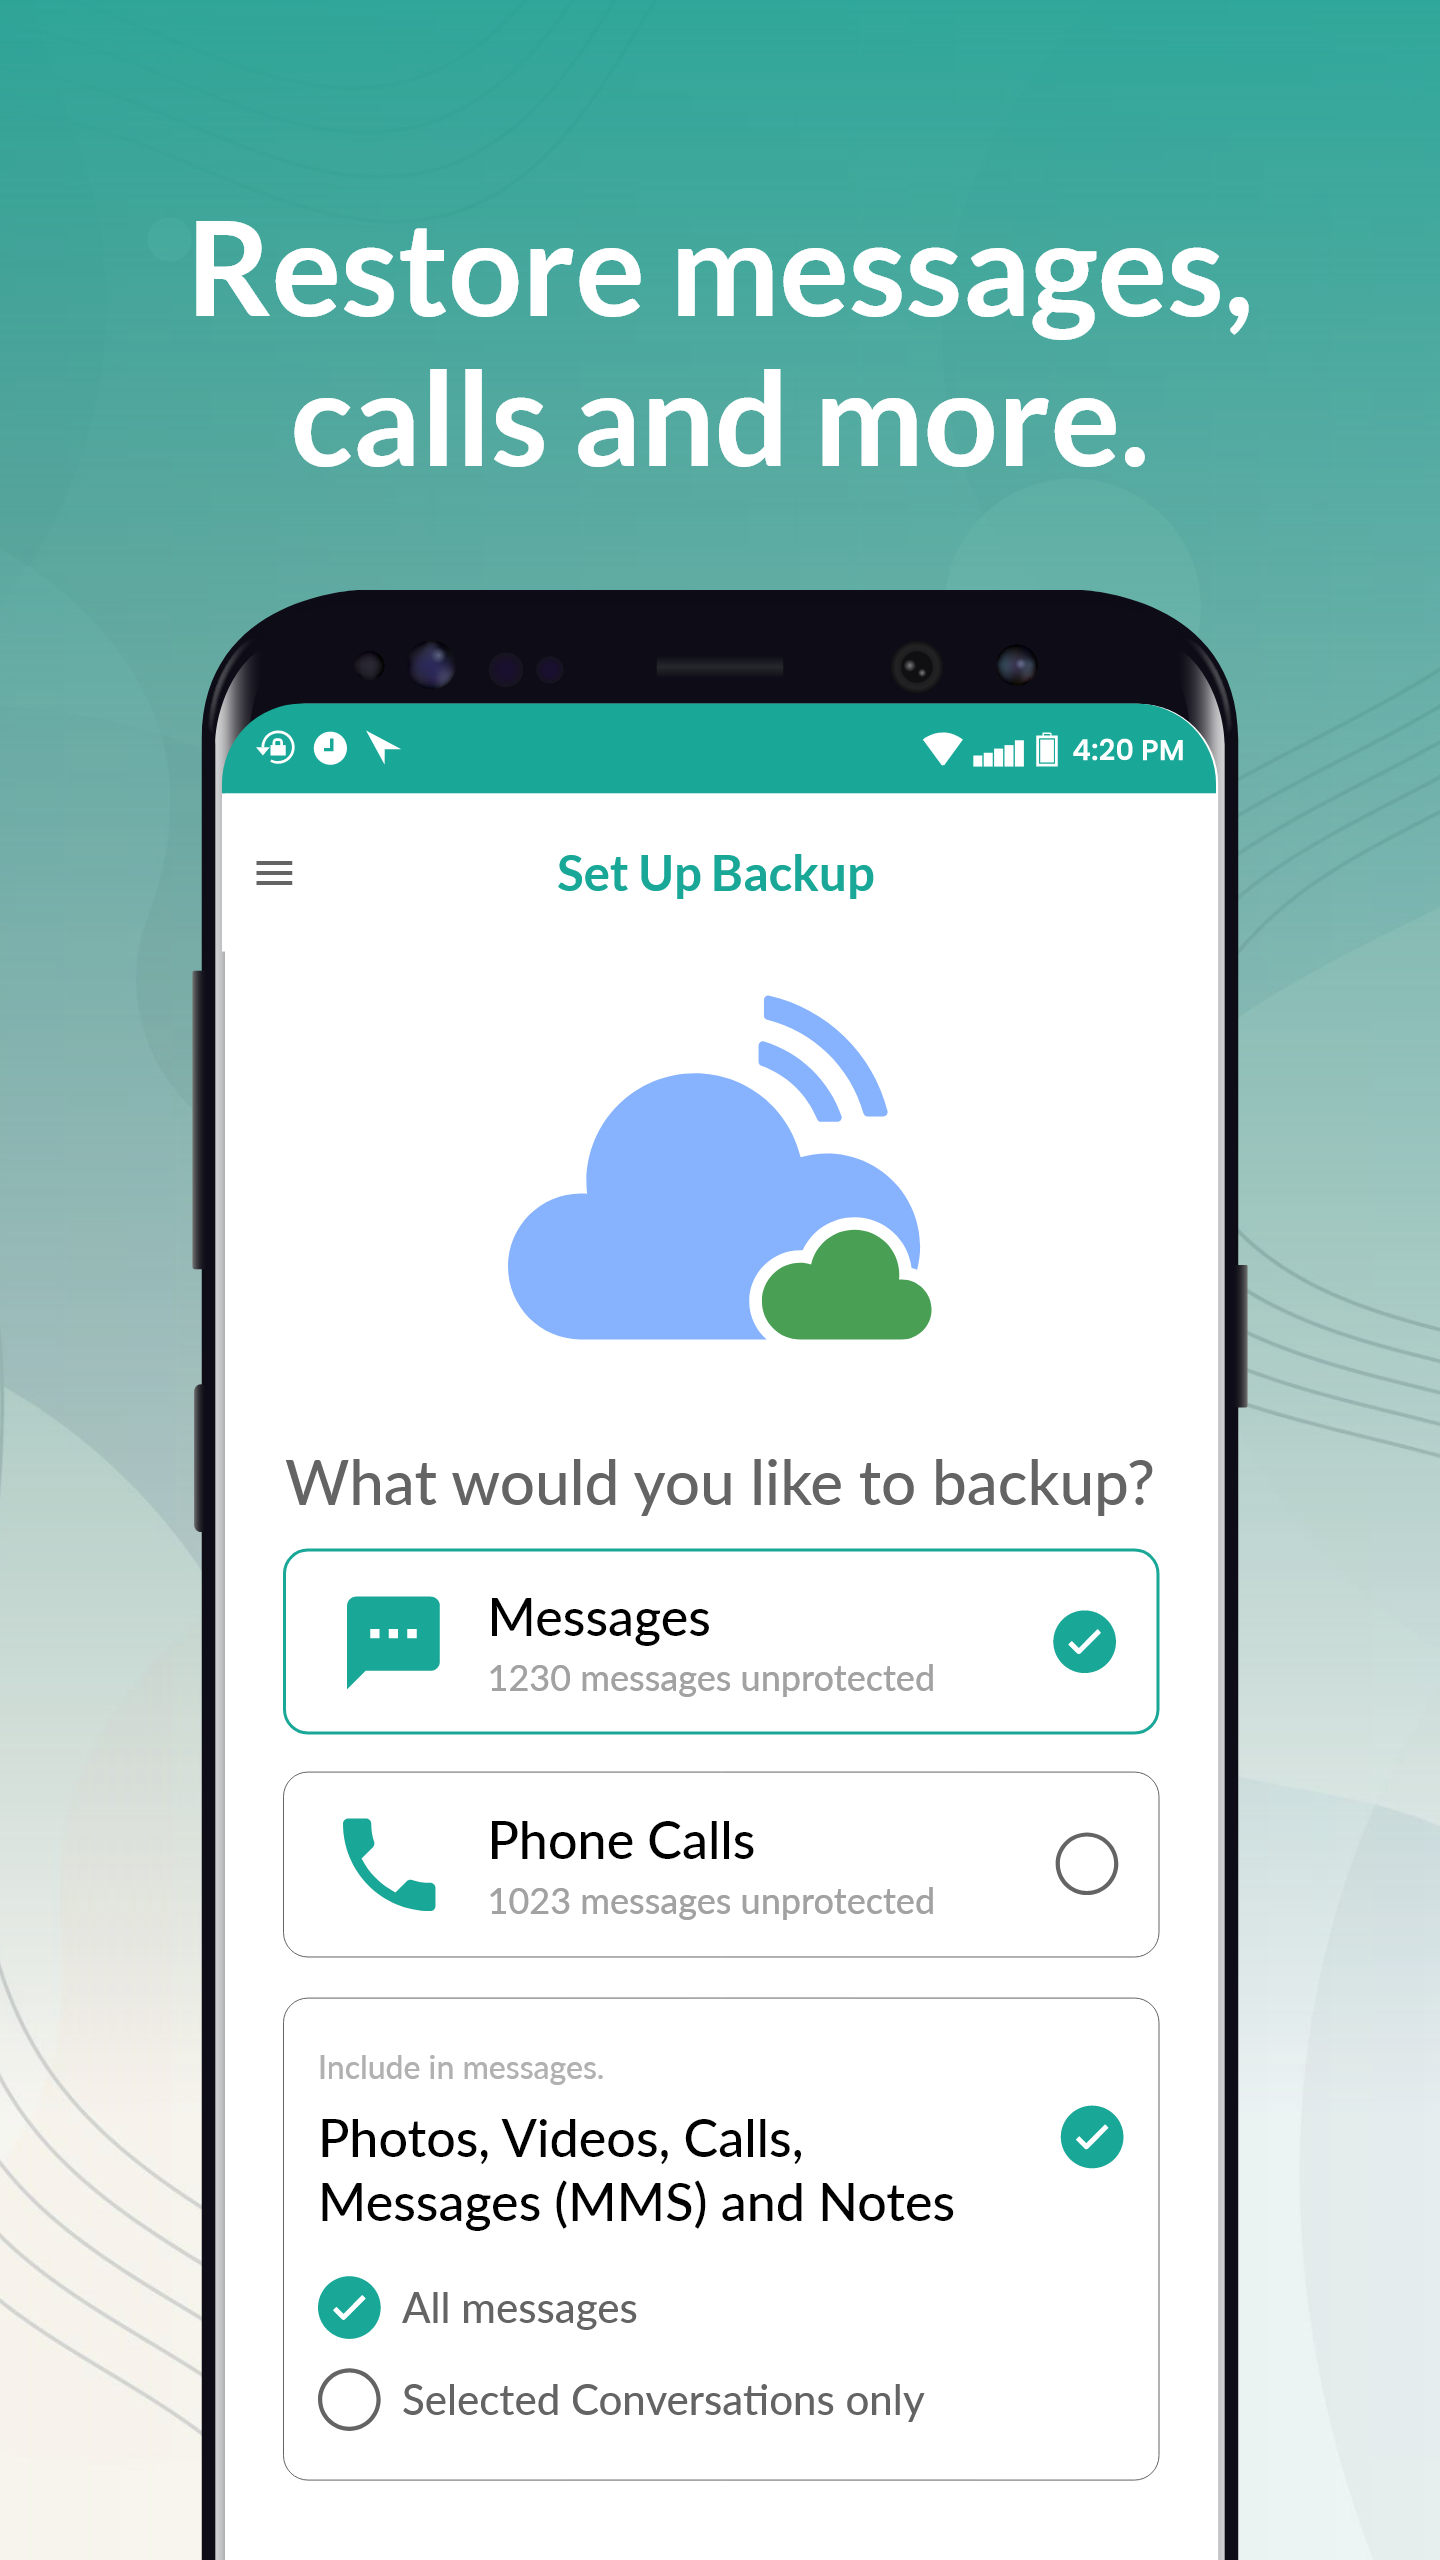 Restore messages,
calls and more.
4:20 PM
Set Up Backup
What would you like to backup?
Messages
1230 messages unprotected
Phone Calls
1023 messages unprotected
Include in messages.
Photos, Videos, Calls,
Messages (MMS) and Notes
All messages
Selected Conversations only